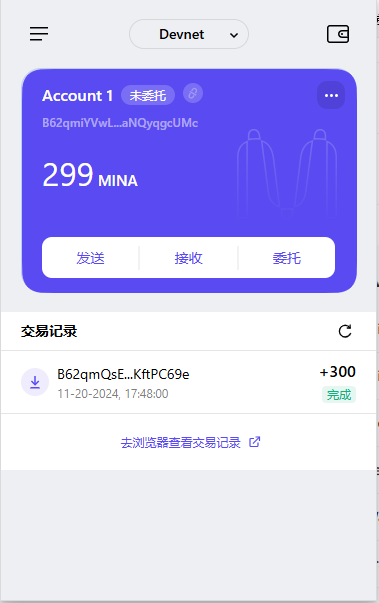 Devnet
Account 1 未委托
B62qmiYVwL...aNQyqgcUMc
299 MINA
发送 接收 委托
交易记录
B62qmQsE...KftPC69e +300
11-20-2024, 17:48:00 完成
去浏览器查看交易记录